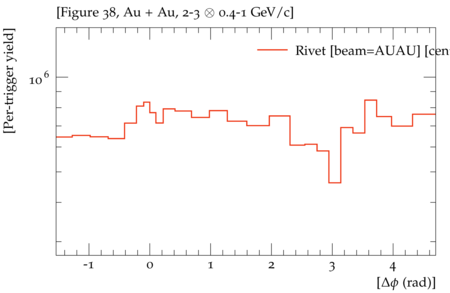 [Figure 38, Au + Au, 2-3 ⊗ 0.4-1 GeV/c]
[Per-trigger yield]
10⁶
Rivet [beam=AUAU] [cen
-1 0 1 2 3 4
[Δϕ (rad)]